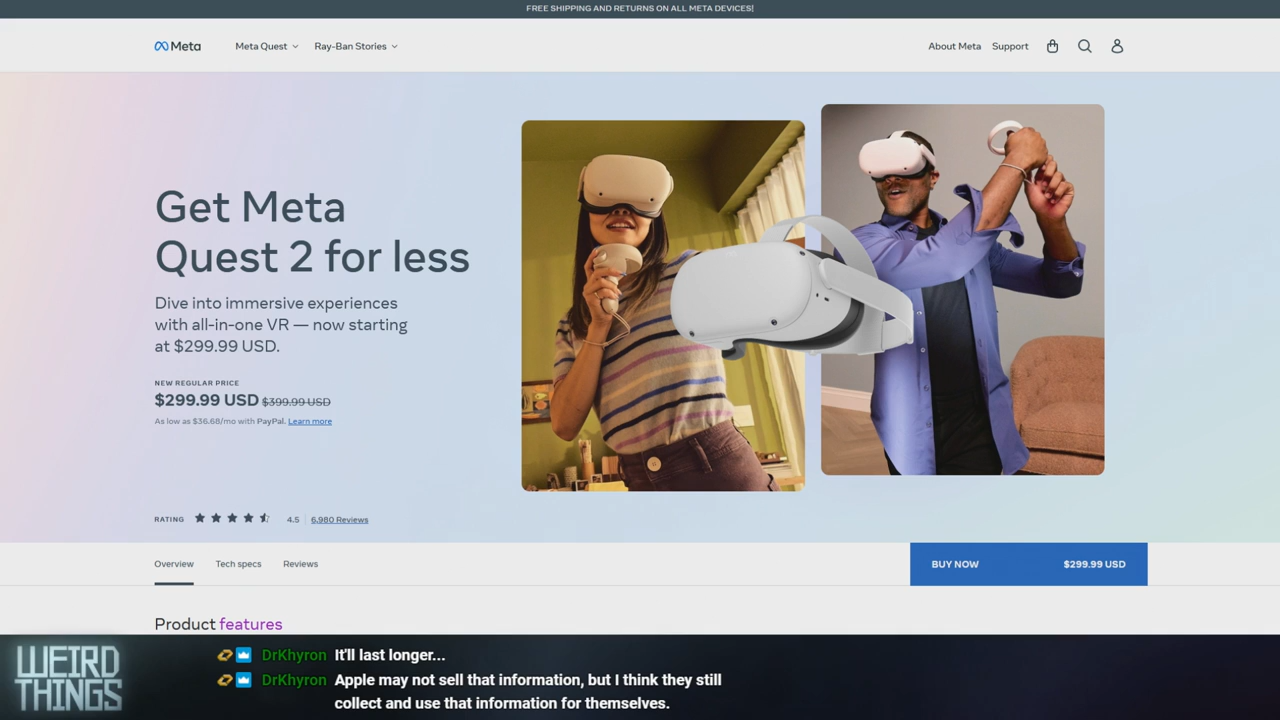 FREE SHIPPING AND RETURNS ON ALL META DEVICES!
Meta
Meta Quest
Ray-Ban Stories
About Meta
Support
Get Meta
Quest 2 for less
Dive into immersive experiences
with all-in-one VR — now starting
at $299.99 USD.
NEW REGULAR PRICE
$299.99 USD $399.99 USD
As low as $36.68/mo with PayPal. Learn more
RATING 4.5 6,980 Reviews
Overview
Tech specs
Reviews
BUY NOW $299.99 USD
Product features
WEIRD
THINGS
DrKhyron It'll last longer...
DrKhyron Apple may not sell that information, but I think they still
collect and use that information for themselves.